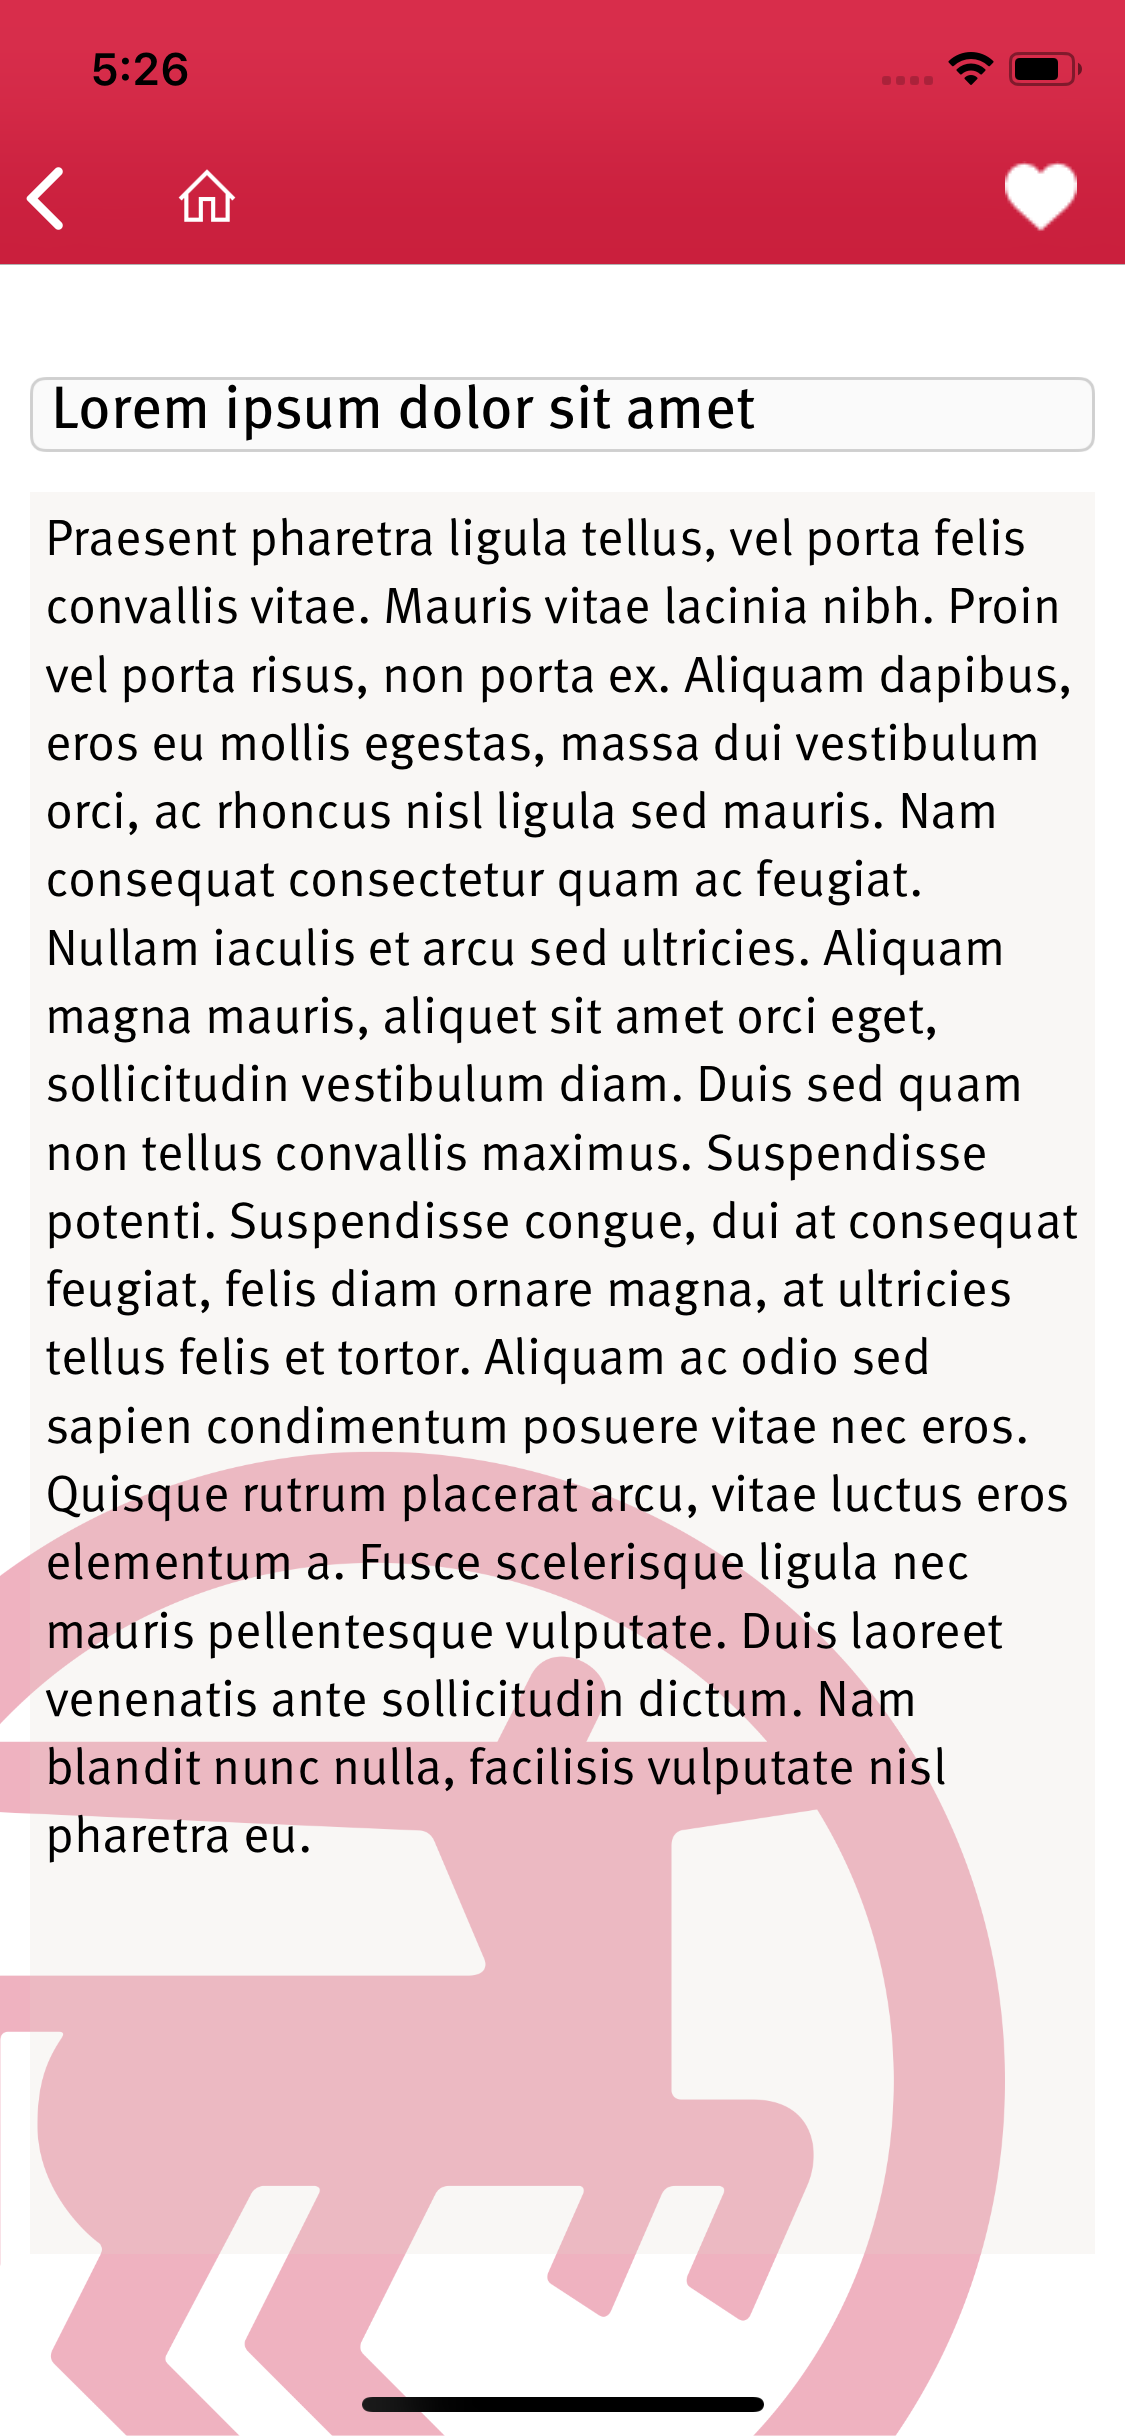 5:26
Lorem ipsum dolor sit amet
Praesent pharetra ligula tellus, vel porta felis
convallis vitae. Mauris vitae lacinia nibh. Proin
vel porta risus, non porta ex. Aliquam dapibus,
eros eu mollis egestas, massa dui vestibulum
orci, ac rhoncus nisl ligula sed mauris. Nam
consequat consectetur quam ac feugiat.
Nullam iaculis et arcu sed ultricies. Aliquam
magna mauris, aliquet sit amet orci eget,
sollicitudin vestibulum diam. Duis sed quam
non tellus convallis maximus. Suspendisse
potenti. Suspendisse congue, dui at consequat
feugiat, felis diam ornare magna, at ultricies
tellus felis et tortor. Aliquam ac odio sed
sapien condimentum posuere vitae nec eros.
Quisque rutrum placerat arcu, vitae luctus eros
elementum a. Fusce scelerisque ligula nec
mauris pellentesque vulputate. Duis laoreet
venenatis ante sollicitudin dictum. Nam
blandit nunc nulla, facilisis vulputate nisl
pharetra eu.